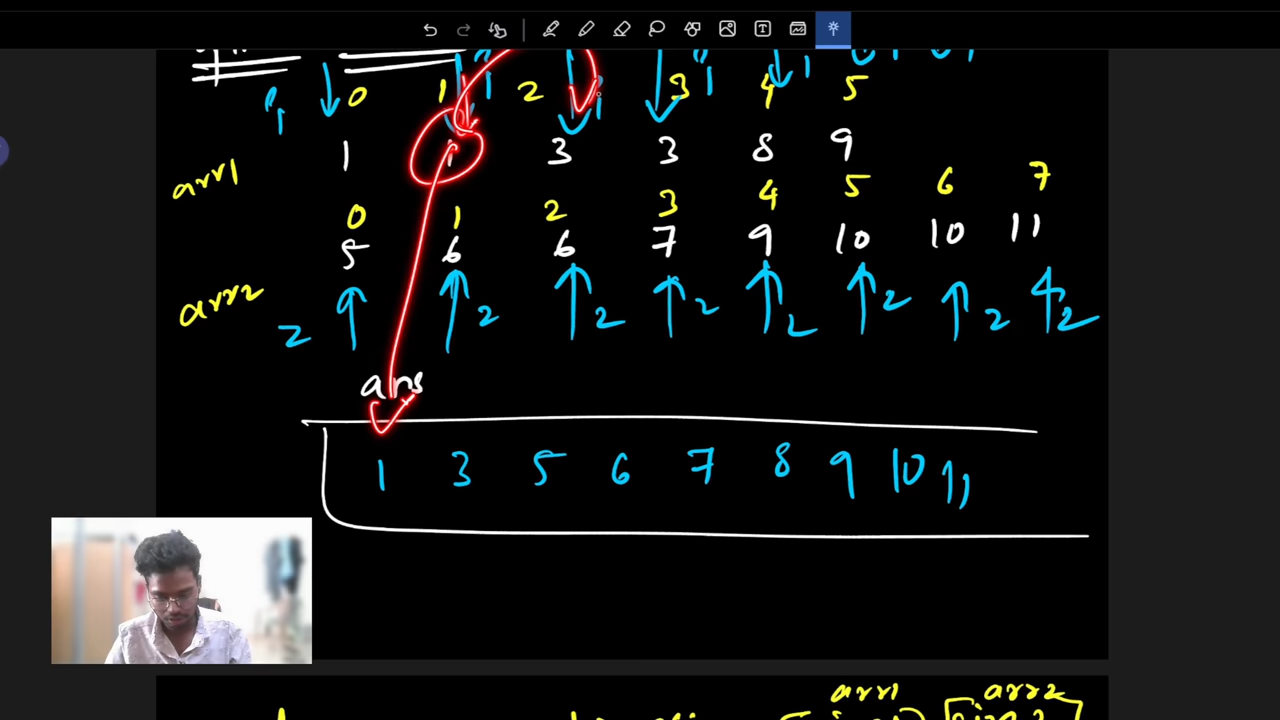 0 1 2 3 4 5
arr1 1 1 3 3 8 9
0 1 2 3 4 5 6 7
arr2 5 6 6 7 9 10 10 11
2 2 2 2 2 2 2 2
ans
1 3 5 6 7 8 9 10 11
arr1 arr2